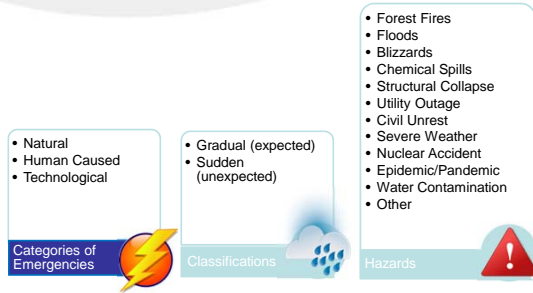 • Natural
• Human Caused
• Technological
Categories of
Emergencies
• Gradual (expected)
• Sudden
(unexpected)
Classifications
• Forest Fires
• Floods
• Blizzards
• Chemical Spills
• Structural Collapse
• Utility Outage
• Civil Unrest
• Severe Weather
• Nuclear Accident
• Epidemic/Pandemic
• Water Contamination
• Other
Hazards